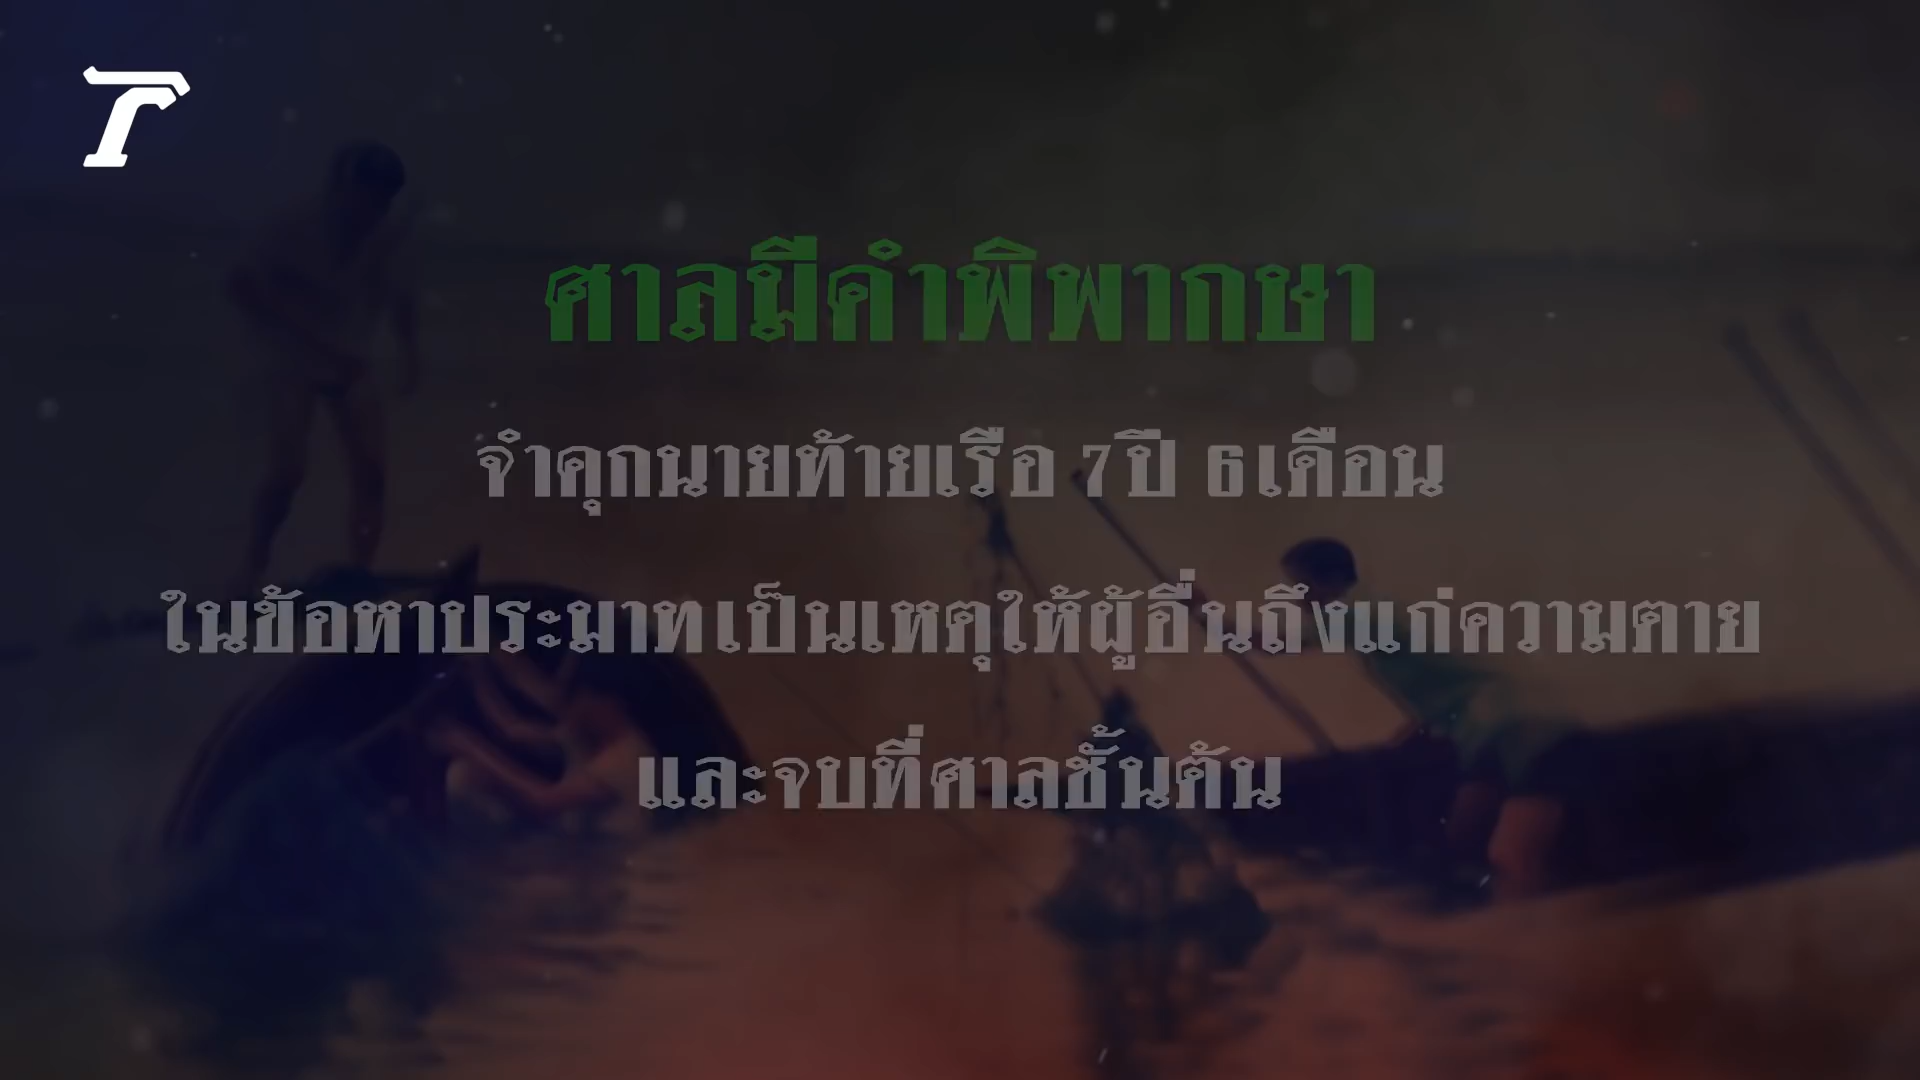 ศาลมีคำพิพากษา
จำคุกนายท้ายเรือ 7 ปี 6 เดือน
ในข้อหาประมาทเป็นเหตุให้ผู้อื่นถึงแก่ความตาย
และจบที่ศาลชั้นต้น